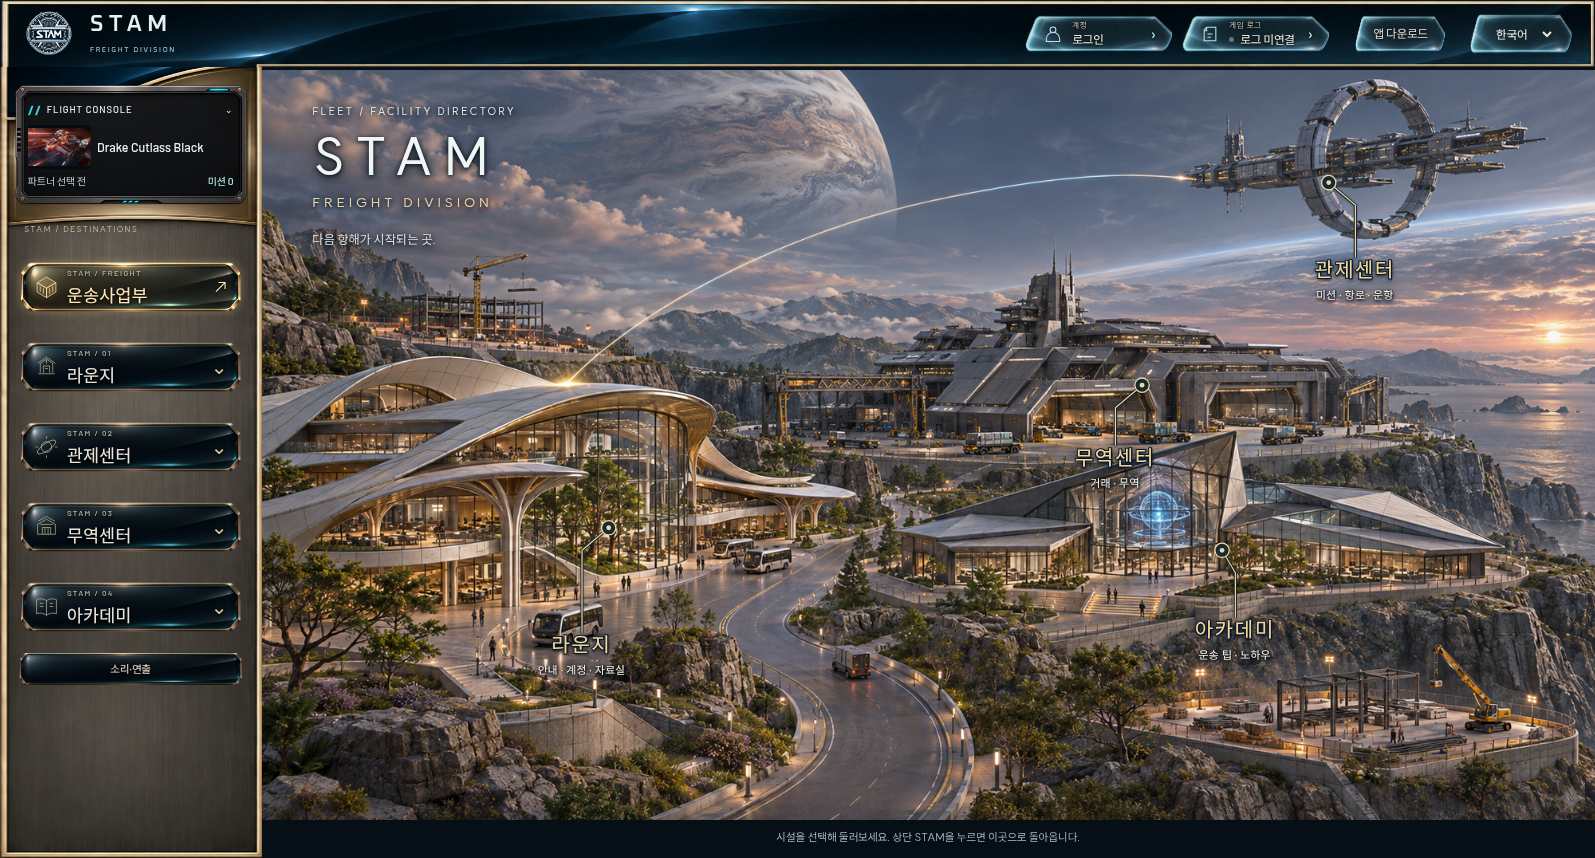 STAM
STAM
FREIGHT DIVISION
계정
로그인
게임 로그
로그 미연결
앱 다운로드
한국어
// FLIGHT CONSOLE
Drake Cutlass Black
파트너 선택 전
미션 0
STAM / DESTINATIONS
STAM / FREIGHT
운송사업부
STAM / 01
라운지
STAM / 02
관제센터
STAM / 03
무역센터
STAM / 04
아카데미
소리·연출
FLEET / FACILITY DIRECTORY
STAM
FREIGHT DIVISION
다음 항해가 시작되는 곳.
관제센터
미션 · 항로 · 운항
무역센터
거래 · 무역
라운지
안내 · 계정 · 자료실
아카데미
운송 팁 · 노하우
시설을 선택해 둘러보세요. 상단 STAM을 누르면 이곳으로 돌아옵니다.